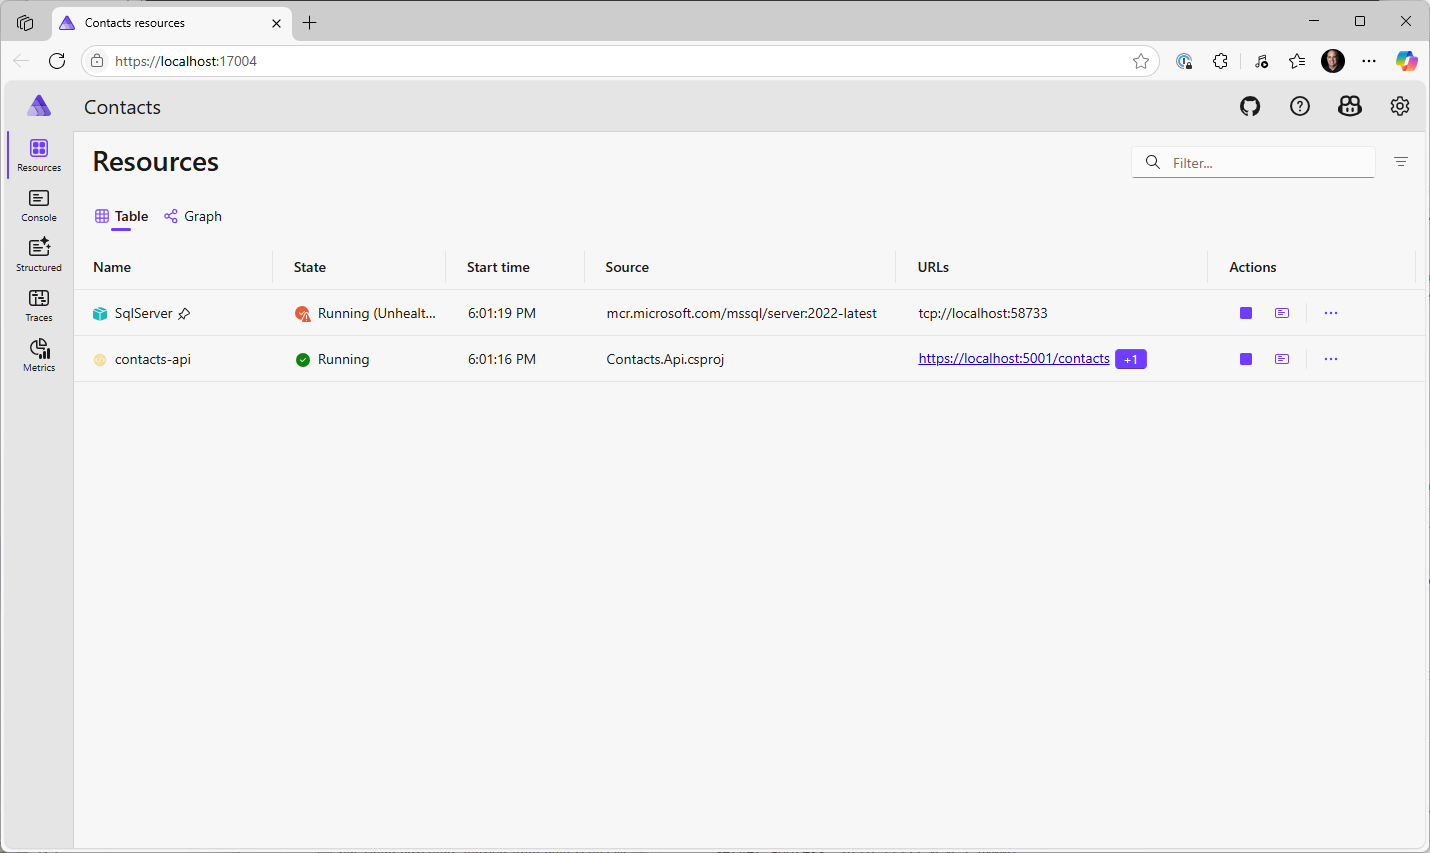 Contacts resources
https://localhost:17004
Contacts
Resources
Filter...
Resources
Console
Structured
Traces
Metrics
Table Graph
Name State Start time Source URLs Actions
SqlServer Running (Unhealt... 6:01:19 PM mcr.microsoft.com/mssql/server:2022-latest tcp://localhost:58733
contacts-api Running 6:01:16 PM Contacts.Api.csproj https://localhost:5001/contacts +1